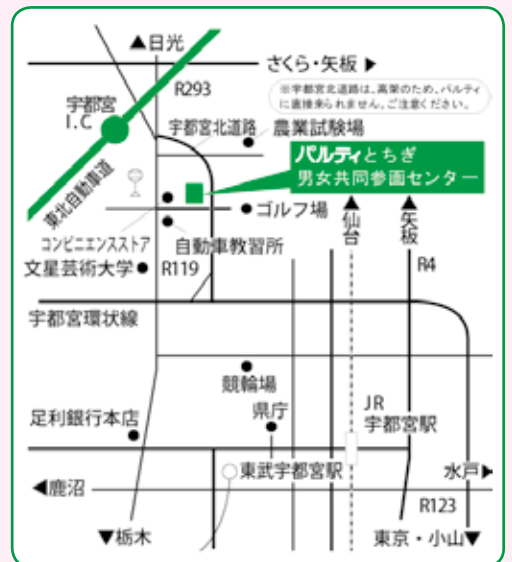 ▲日光
さくら・矢板▶
R293
※宇都宮北道路は、高架のため、パルティ
に直接来られません。ご注意ください。
宇都宮
I.C
宇都宮北道路
農業試験場
パルティとちぎ
男女共同参画センター
東北自動車道
ゴルフ場
▲仙台
▲矢板
コンビニエンスストア
自動車教習所
文星芸術大学
R119
R4
宇都宮環状線
競輪場
県庁
JR
宇都宮駅
足利銀行本店
東武宇都宮駅
水戸▶
◀鹿沼
R123
▼栃木
東京・小山▼